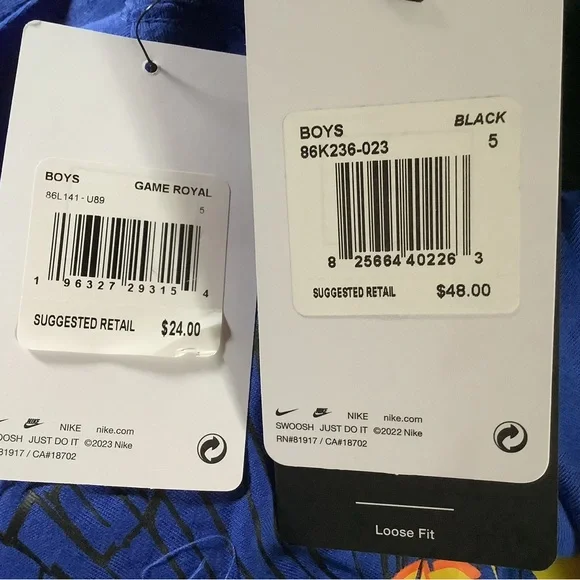 BOYS
GAME ROYAL
86L141 - U89
5
1 96327 29315 4
SUGGESTED RETAIL $24.00
NIKE nike.com
OOSH JUST DO IT ©2023 Nike
81917 / CA#18702
BOYS
BLACK
86K236-023
5
8 25664 40226 3
SUGGESTED RETAIL $48.00
NIKE NIKE nike.com
SWOOSH JUST DO IT ©2022 Nike
RN#81917 / CA#18702
Loose Fit